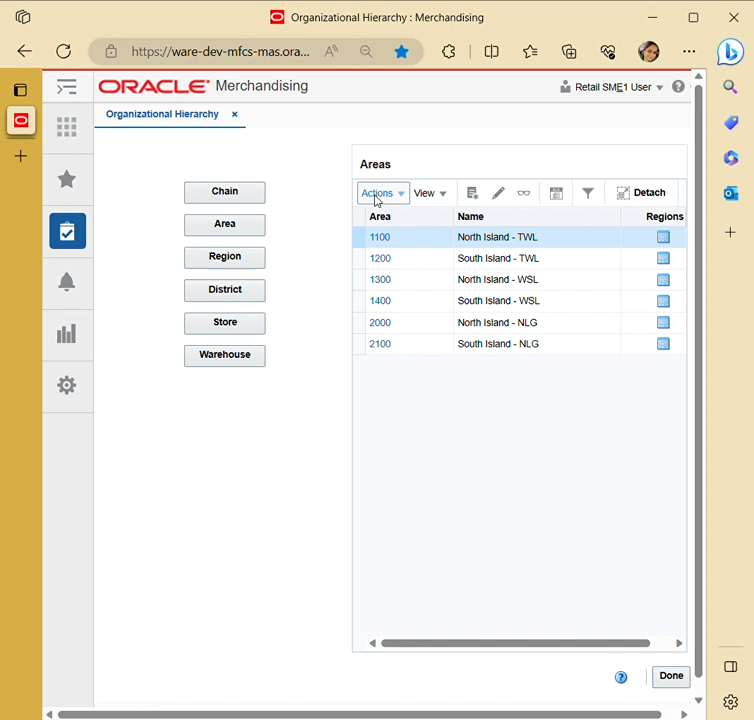 Organizational Hierarchy : Merchandising
https://ware-dev-mfcs-mas.ora...
ORACLE Merchandising
Retail SME1 User
Organizational Hierarchy ×
Areas
Actions View Detach
Area Name Regions
1100 North Island - TWL
1200 South Island - TWL
1300 North Island - WSL
1400 South Island - WSL
2000 North Island - NLG
2100 South Island - NLG
Chain
Area
Region
District
Store
Warehouse
Done